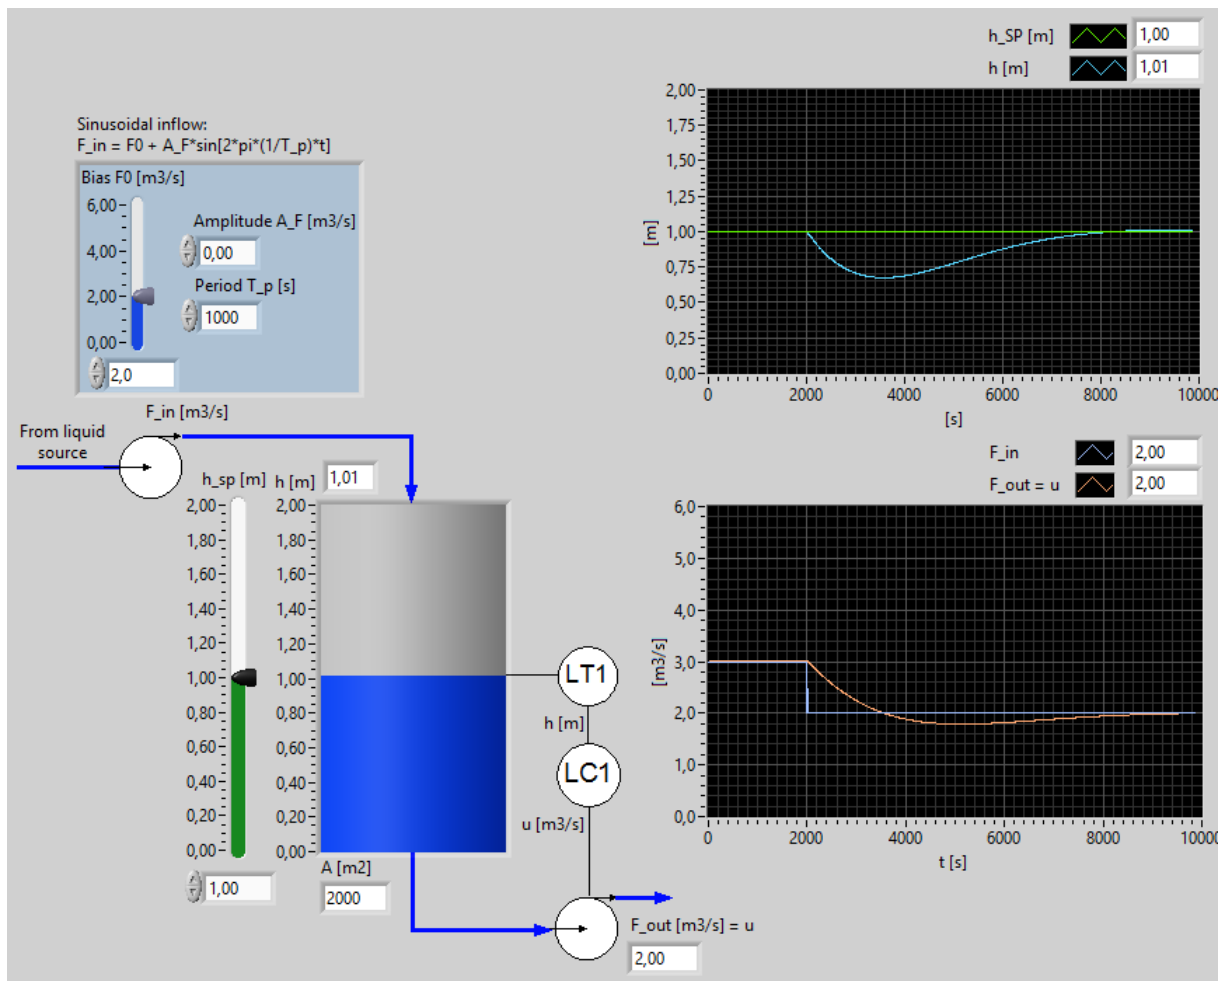 h_SP [m] 1,00
h [m] 1,01
2,00
1,75
1,50
1,25
1,00
0,75
0,50
0,25
0,00
[m]
0 2000 4000 6000 8000 10000
[s]
Sinusoidal inflow:
F_in = F0 + A_F*sin[2*pi*(1/T_p)*t]
Bias F0 [m3/s]
6,00
4,00
2,00
0,00
2,0
Amplitude A_F [m3/s]
0,00
Period T_p [s]
1000
F_in [m3/s]
From liquid
source
h_sp [m]
2,00
1,80
1,60
1,40
1,20
1,00
0,80
0,60
0,40
0,20
0,00
1,00
h [m] 1,01
2,00
1,80
1,60
1,40
1,20
1,00
0,80
0,60
0,40
0,20
0,00
A [m2]
2000
LT1
h [m]
LC1
u [m3/s]
F_out [m3/s] = u
2,00
F_in 2,00
F_out = u 2,00
6,0
5,0
4,0
3,0
2,0
1,0
0,0
[m3/s]
0 2000 4000 6000 8000 10000
t [s]